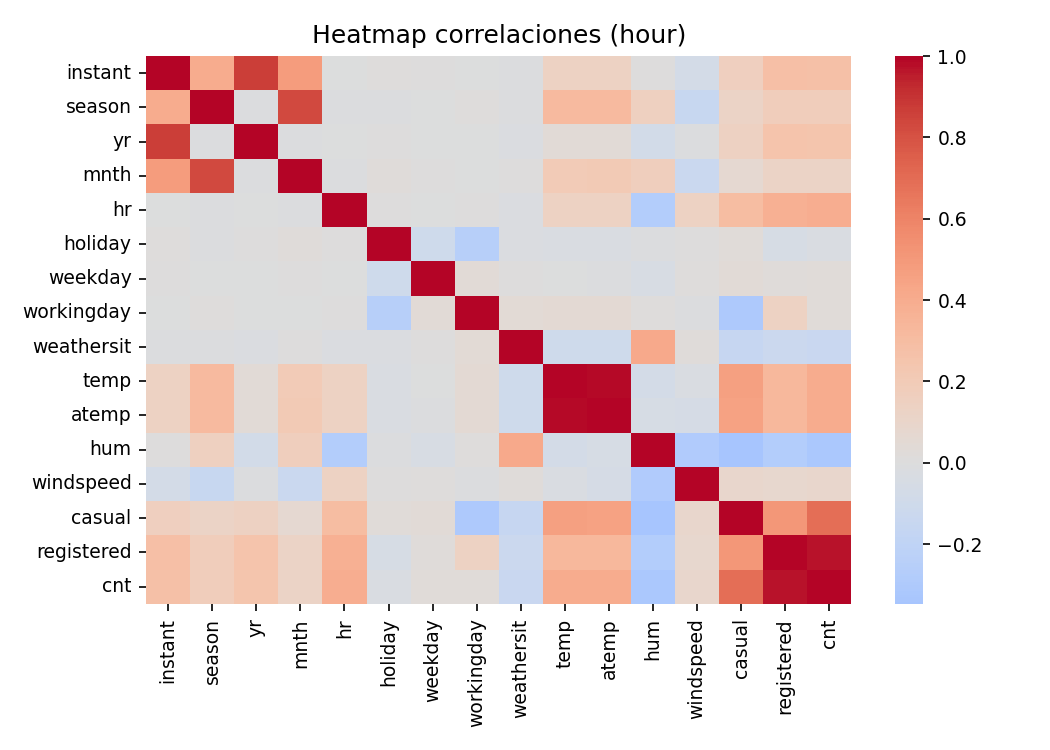 Heatmap correlaciones (hour)
instant
season
yr
mnth
hr
holiday
weekday
workingday
weathersit
temp
atemp
hum
windspeed
casual
registered
cnt
instant
season
yr
mnth
hr
holiday
weekday
workingday
weathersit
temp
atemp
hum
windspeed
casual
registered
cnt
1.0
0.8
0.6
0.4
0.2
0.0
−0.2